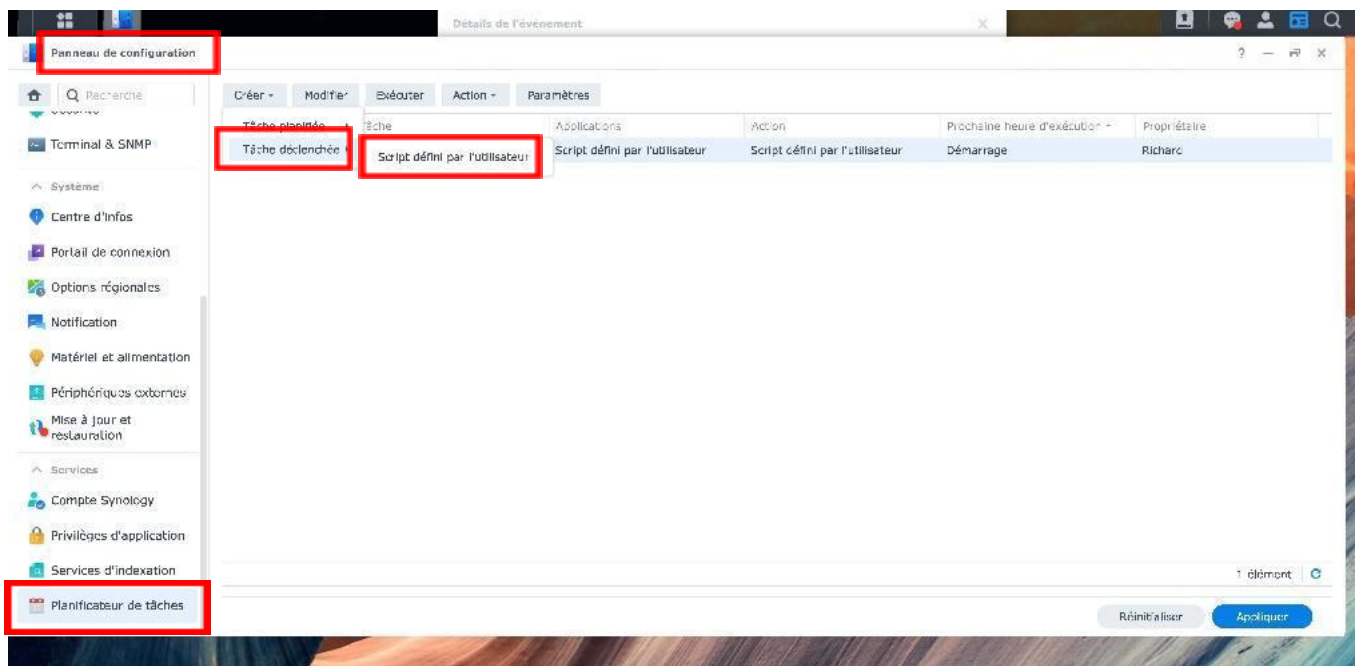 Détails de l'événement
Panneau de configuration
Recherche
Créer
Modifier
Exécuter
Action
Paramètres
Sécurité
Tâche planifiée
Tâche
Applications
Action
Prochaine heure d'exécution
Propriétaire
Terminal & SNMP
Tâche déclenchée
Script défini par l'utilisateur
Script défini par l'utilisateur
Script défini par l'utilisateur
Démarrage
Richard
Système
Centre d'infos
Portail de connexion
Options régionales
Notification
Matériel et alimentation
Périphériques externes
Mise à jour et
restauration
Services
Compte Synology
Privilèges d'application
Services d'indexation
1 élément
Planificateur de tâches
Réinitialiser
Appliquer